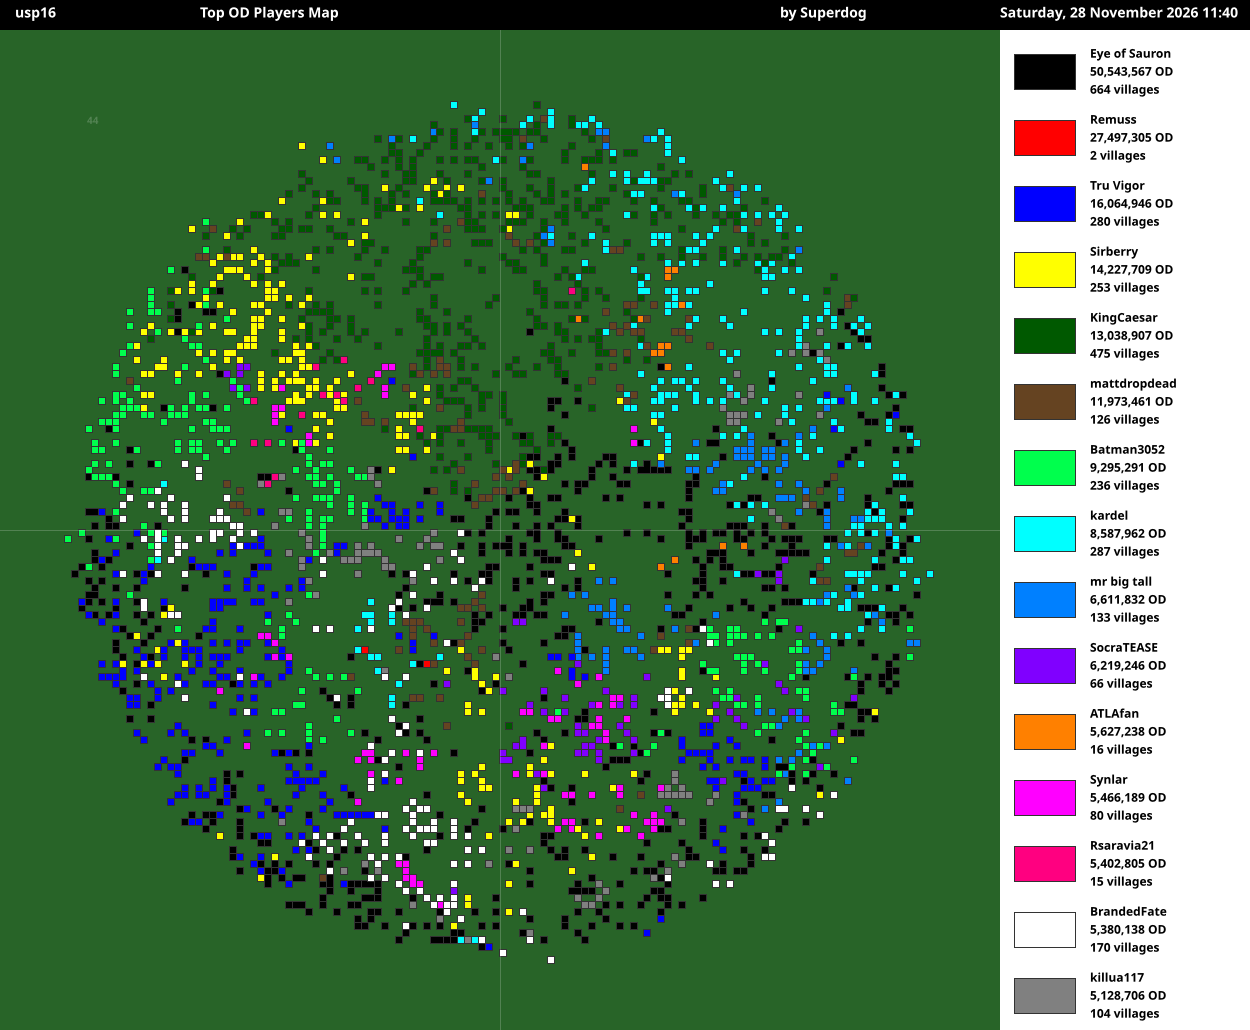 usp16 Top OD Players Map by Superdog Saturday, 28 November 2026 11:40
44
Eye of Sauron
50,543,567 OD
664 villages
Remuss
27,497,305 OD
2 villages
Tru Vigor
16,064,946 OD
280 villages
Sirberry
14,227,709 OD
253 villages
KingCaesar
13,038,907 OD
475 villages
mattdropdead
11,973,461 OD
126 villages
Batman3052
9,295,291 OD
236 villages
kardel
8,587,962 OD
287 villages
mr big tall
6,611,832 OD
133 villages
SocraTEASE
6,219,246 OD
66 villages
ATLAfan
5,627,238 OD
16 villages
Synlar
5,466,189 OD
80 villages
Rsaravia21
5,402,805 OD
15 villages
BrandedFate
5,380,138 OD
170 villages
killua117
5,128,706 OD
104 villages